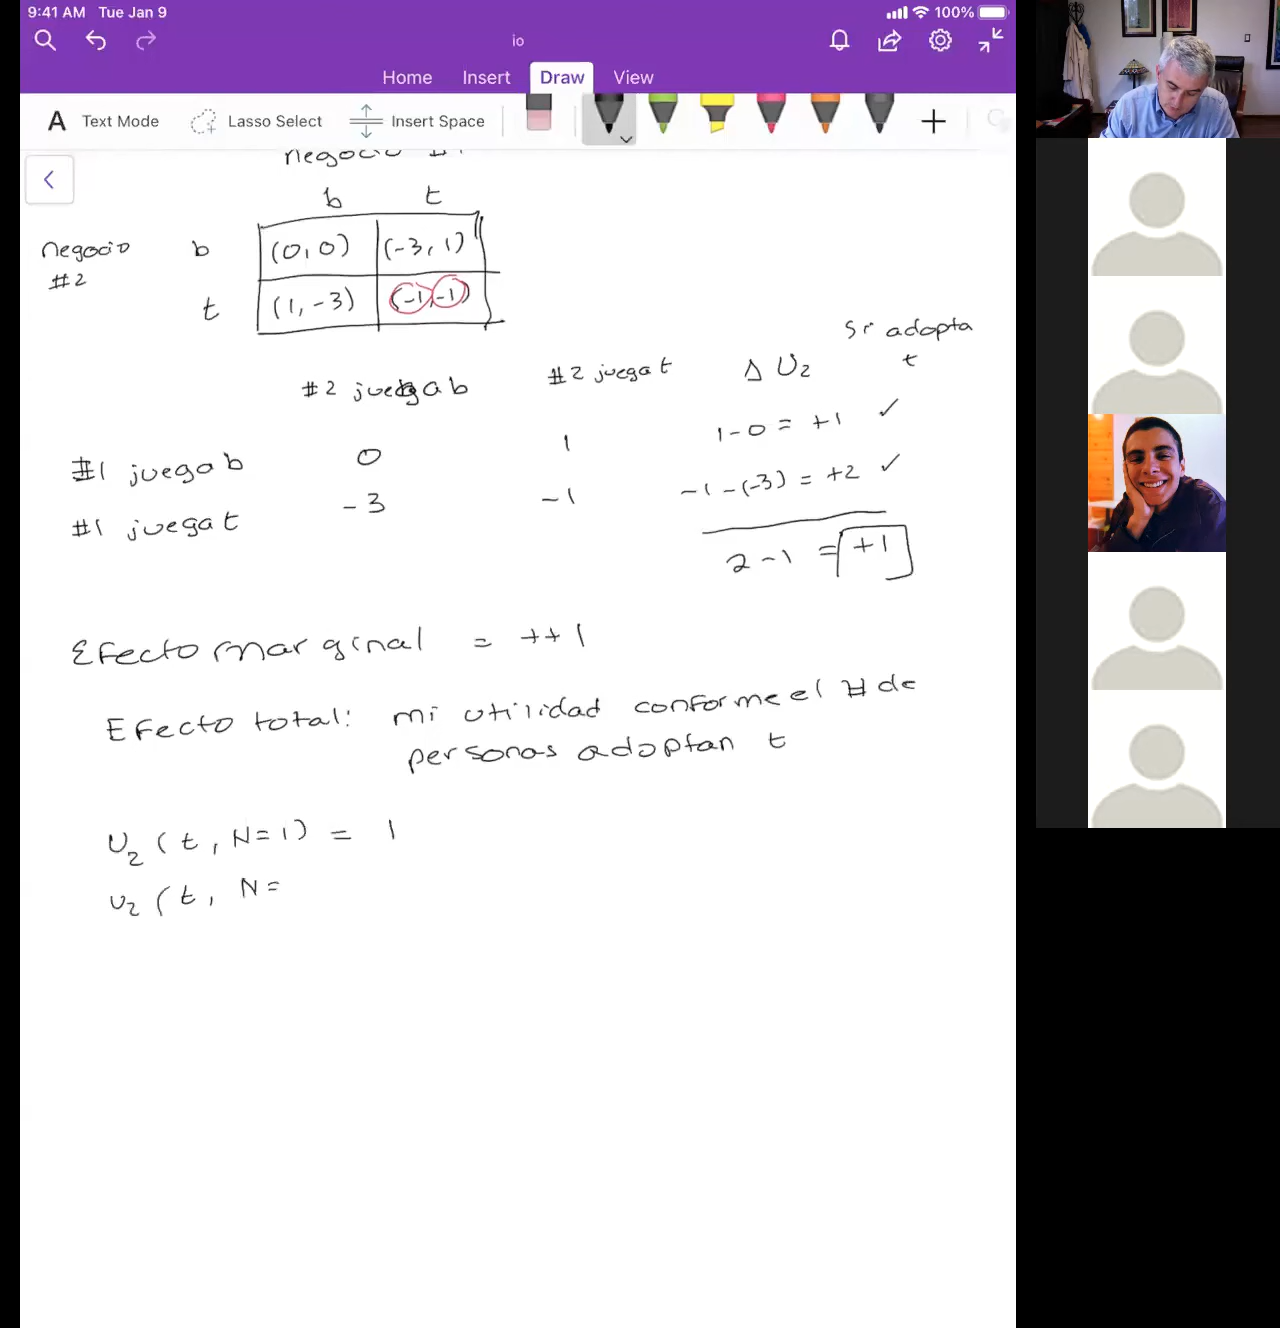 9:41 AM Tue Jan 9
100%
io
Home Insert Draw View
A Text Mode Lasso Select Insert Space
negocio #1
b t
negocio b (0,0) (-3,1)
#2
t (1,-3) (-1,-1)
Si adopta
#2 juega b #2 juega t Δ U2 t
#1 juega b 0 1 1-0 = +1 ✓
#1 juega t -3 -1 -1-(-3) = +2 ✓
2-1 = +1
Efecto marginal = ++1
Efecto total: mi utilidad conforme el # de
personas adoptan t
U2 (t, N=1) = 1
U2 (t, N=